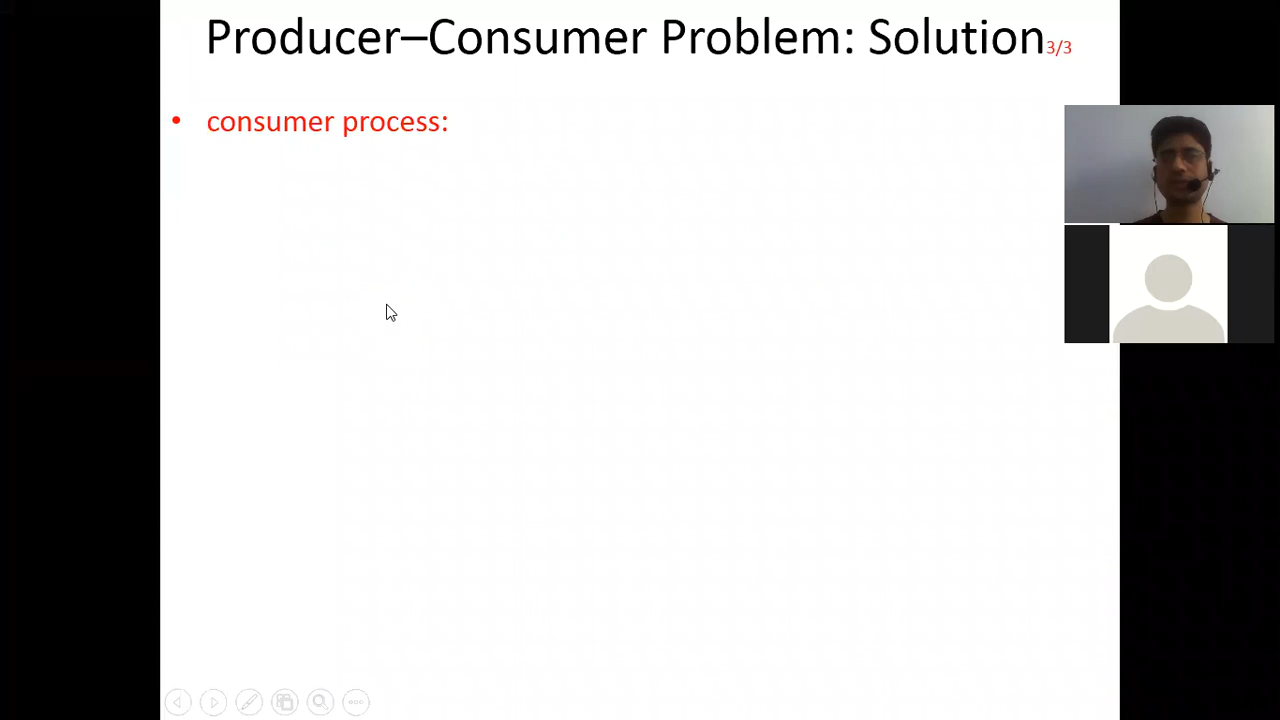 Producer–Consumer Problem: Solution3/3
• consumer process: